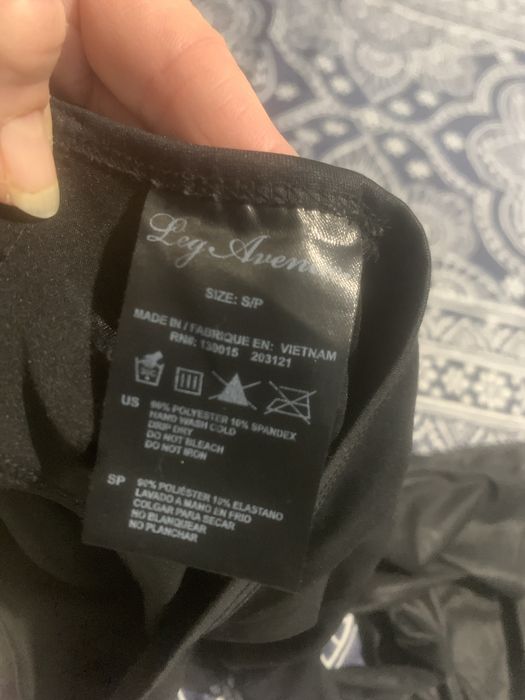 Leg Avenue
SIZE: S/P
MADE IN / FABRIQUE EN: VIETNAM
RN#: 139015 203121
US 90% POLYESTER 10% SPANDEX
HAND WASH COLD
DRIP DRY
DO NOT BLEACH
DO NOT IRON
SP 90% POLIÉSTER 10% ELASTANO
LAVADO A MANO EN FRIO
COLGAR PARA SECAR
NO BLANQUEAR
NO PLANCHAR